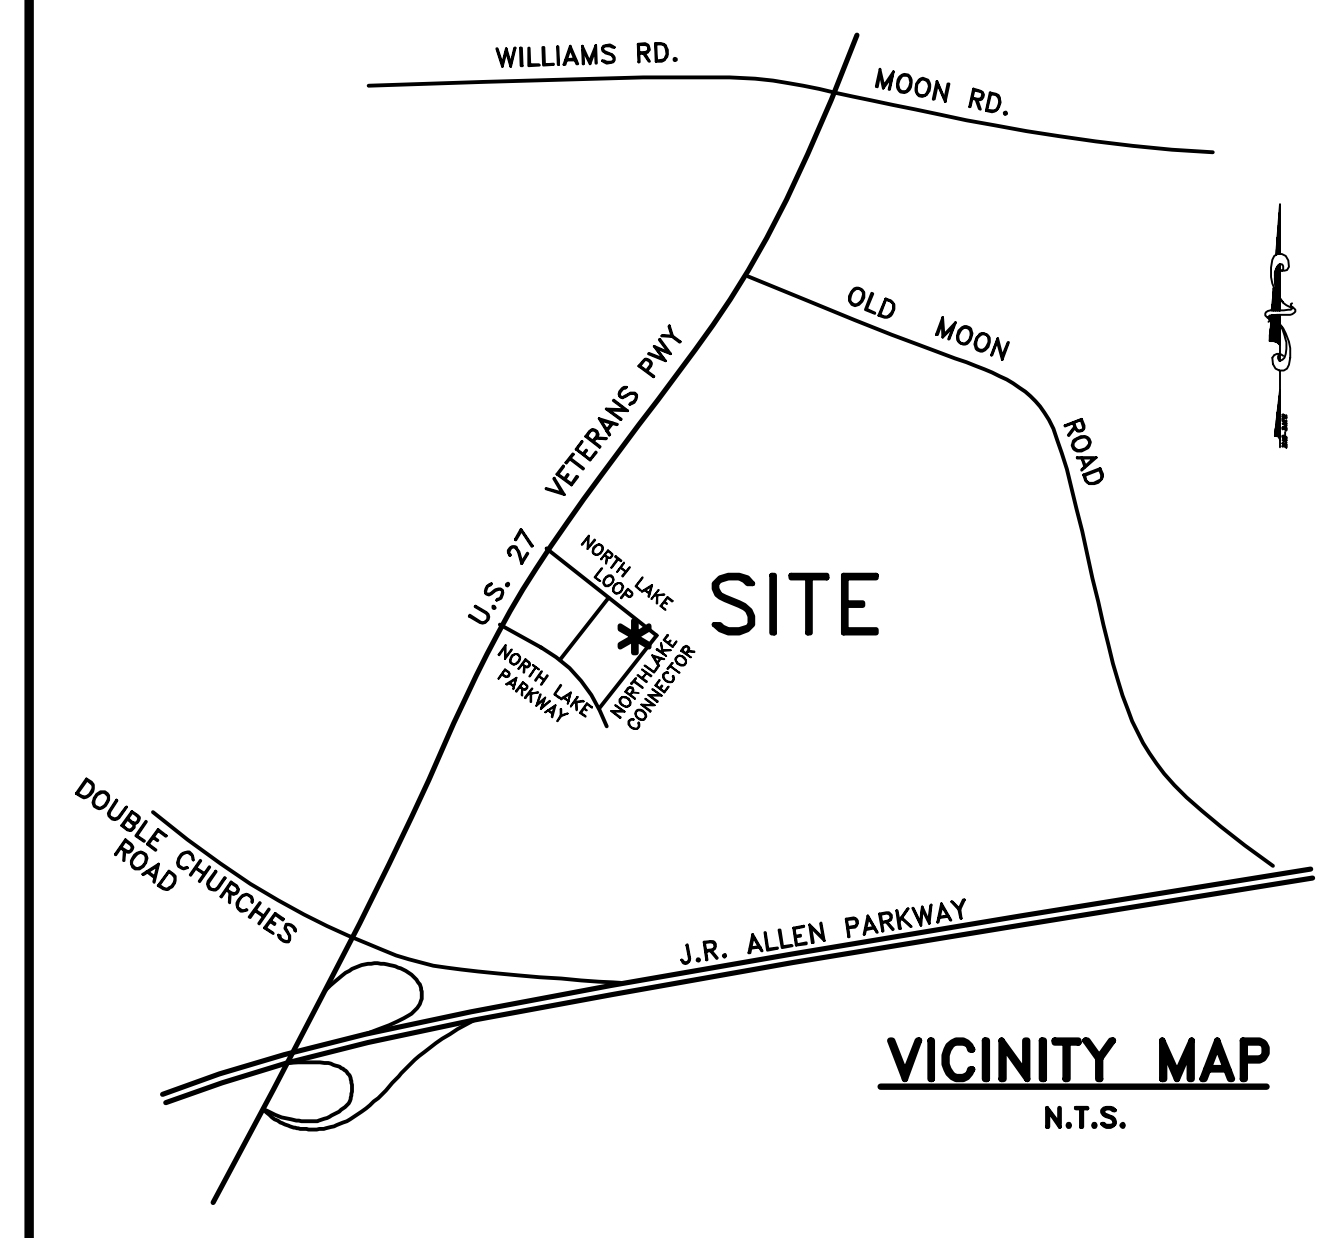 WILLIAMS RD.
MOON RD.
OLD MOON ROAD
U.S. 27 VETERANS PWY
NORTH LAKE
LOOP
SITE
NORTH LAKE
PARKWAY
NORTHLAKE
CONNECTOR
DOUBLE CHURCHES
ROAD
J.R. ALLEN PARKWAY
VICINITY MAP
N.T.S.